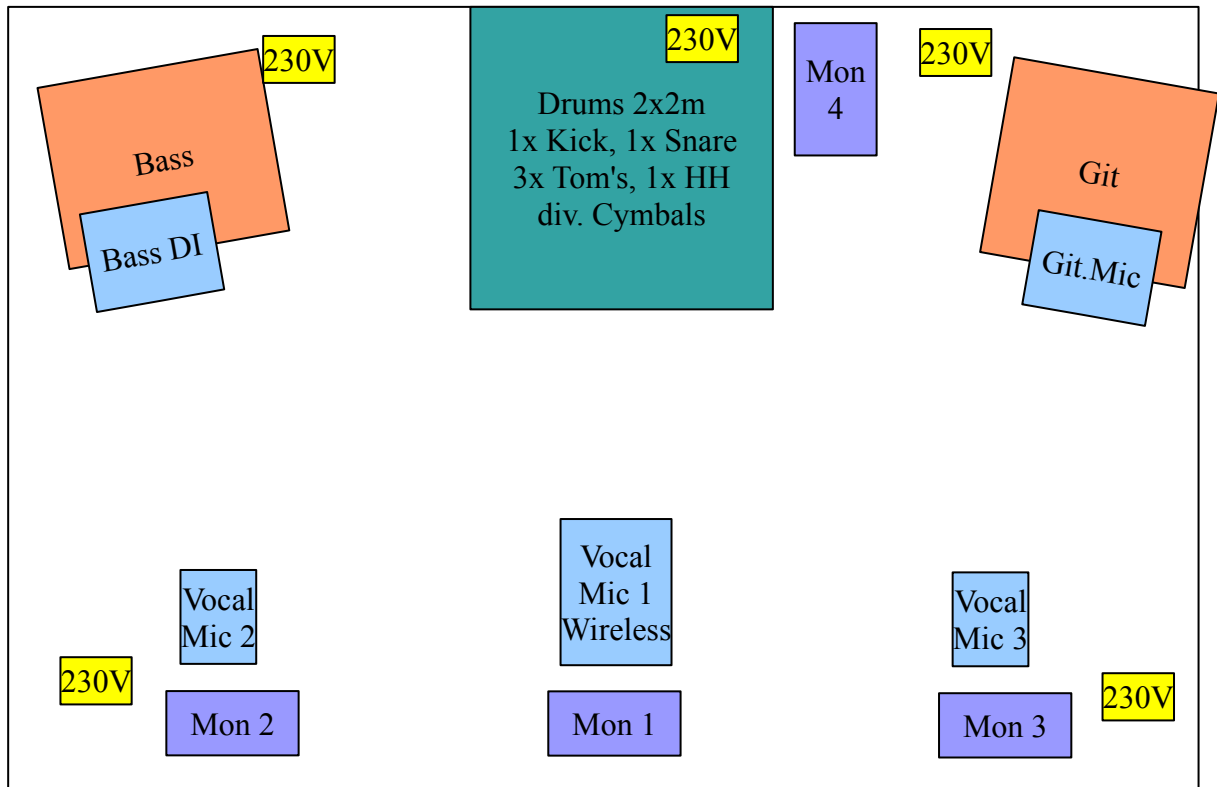 230V
230V
230V
Mon
4
Drums 2x2m
1x Kick, 1x Snare
3x Tom's, 1x HH
div. Cymbals
Bass
Git
Bass DI
Git.Mic
Vocal
Mic 1
Wireless
Vocal
Mic 2
Vocal
Mic 3
230V
230V
Mon 2
Mon 1
Mon 3